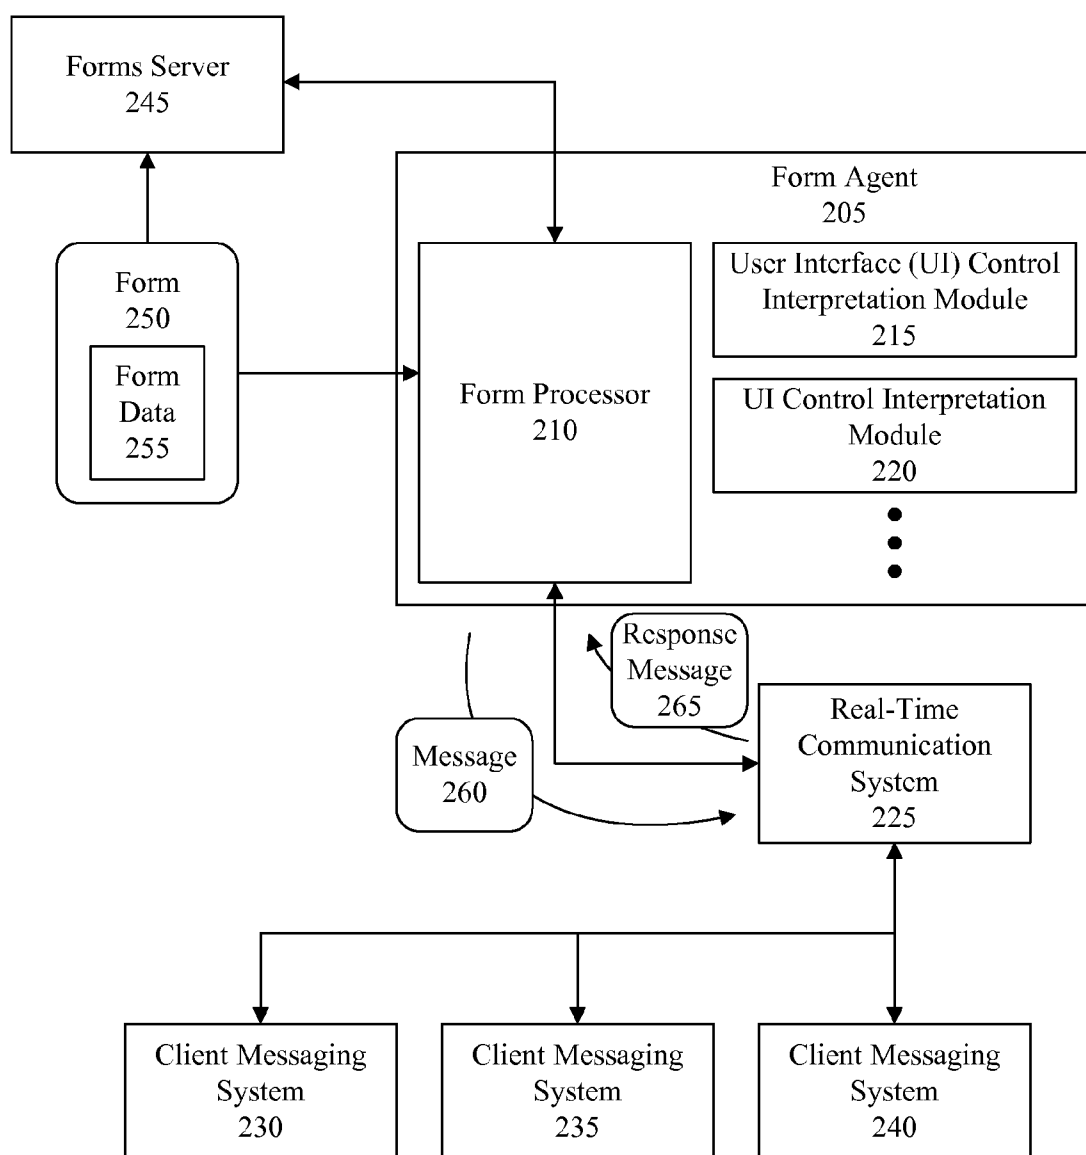 Forms Server
245
Form Agent
205
Form
250
Form
Data
255
Form Processor
210
User Interface (UI) Control
Interpretation Module
215
UI Control Interpretation
Module
220
Response
Message
265
Message
260
Real-Time
Communication
System
225
Client Messaging
System
230
Client Messaging
System
235
Client Messaging
System
240